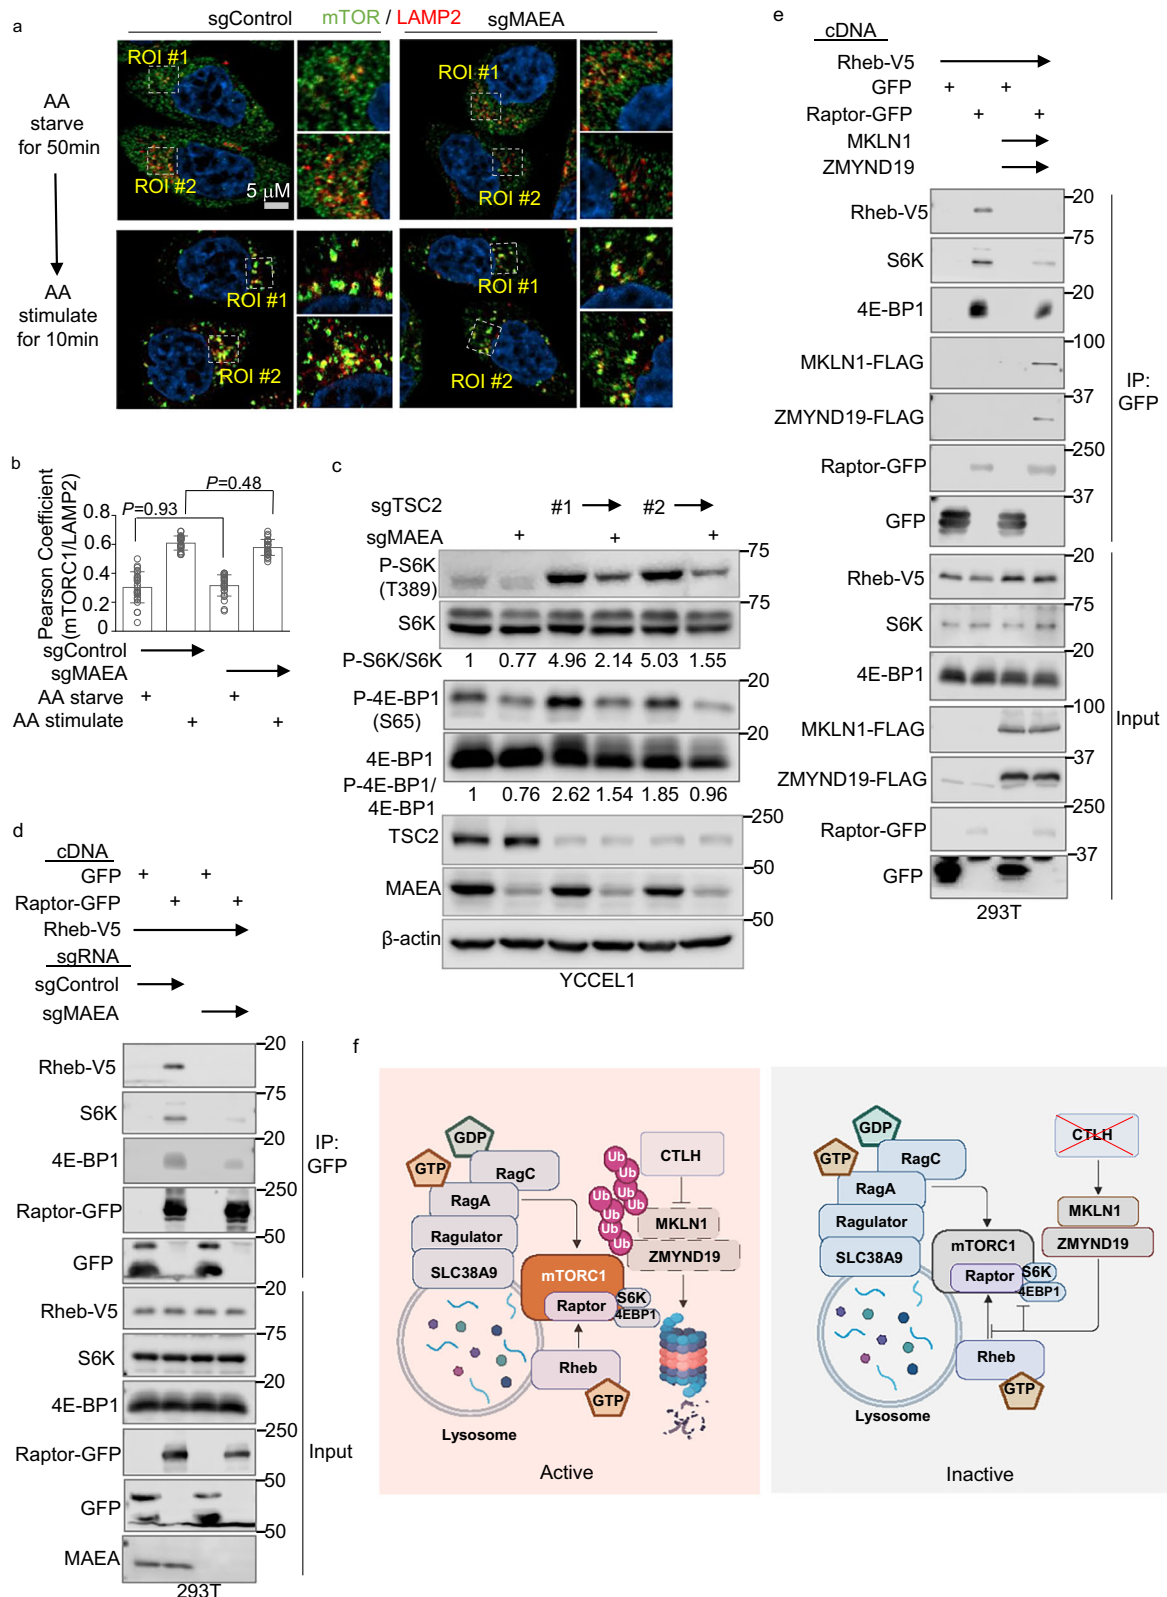 a
sgControl mTOR / LAMP2 sgMAEA
AA
starve
for 50min
AA
stimulate
for 10min
ROI #1
ROI #2
5 μM
ROI #1
ROI #2
ROI #1
ROI #2
ROI #1
ROI #2
b
Pearson Coefficient
(mTORC1/LAMP2)
0.8
0.6
0.4
0.2
0
P=0.93
P=0.48
sgControl
sgMAEA
AA starve + +
AA stimulate + +
c
sgTSC2 #1 #2
sgMAEA + + +
P-S6K
(T389)
75
S6K
75
P-S6K/S6K 1 0.77 4.96 2.14 5.03 1.55
P-4E-BP1
(S65)
20
4E-BP1
20
P-4E-BP1/
4E-BP1
1 0.76 2.62 1.54 1.85 0.96
TSC2
250
MAEA
50
β-actin
50
YCCEL1
d
cDNA
GFP + +
Raptor-GFP + +
Rheb-V5
sgRNA
sgControl
sgMAEA
Rheb-V5 20
S6K 75
4E-BP1 20
Raptor-GFP 250
GFP 50
IP:
GFP
Rheb-V5 20
S6K 75
4E-BP1 20
Raptor-GFP 250
GFP 50
MAEA 50
Input
293T
e
cDNA
Rheb-V5
GFP + +
Raptor-GFP + +
MKLN1
ZMYND19
Rheb-V5 20
S6K 75
4E-BP1 20
MKLN1-FLAG 100
ZMYND19-FLAG 37
Raptor-GFP 250
GFP 37
IP:
GFP
Rheb-V5 20
S6K 75
4E-BP1 20
MKLN1-FLAG 100
ZMYND19-FLAG 37
Raptor-GFP 250
GFP 37
Input
293T
f
GDP
GTP
RagC
RagA
Ragulator
SLC38A9
mTORC1
Raptor
S6K
4EBP1
Rheb
GTP
Lysosome
Ub
Ub
Ub
Ub
Ub
Ub
Ub
CTLH
MKLN1
ZMYND19
Active
GDP
GTP
RagC
RagA
Ragulator
SLC38A9
mTORC1
Raptor
S6K
4EBP1
Rheb
GTP
Lysosome
CTLH
MKLN1
ZMYND19
Inactive